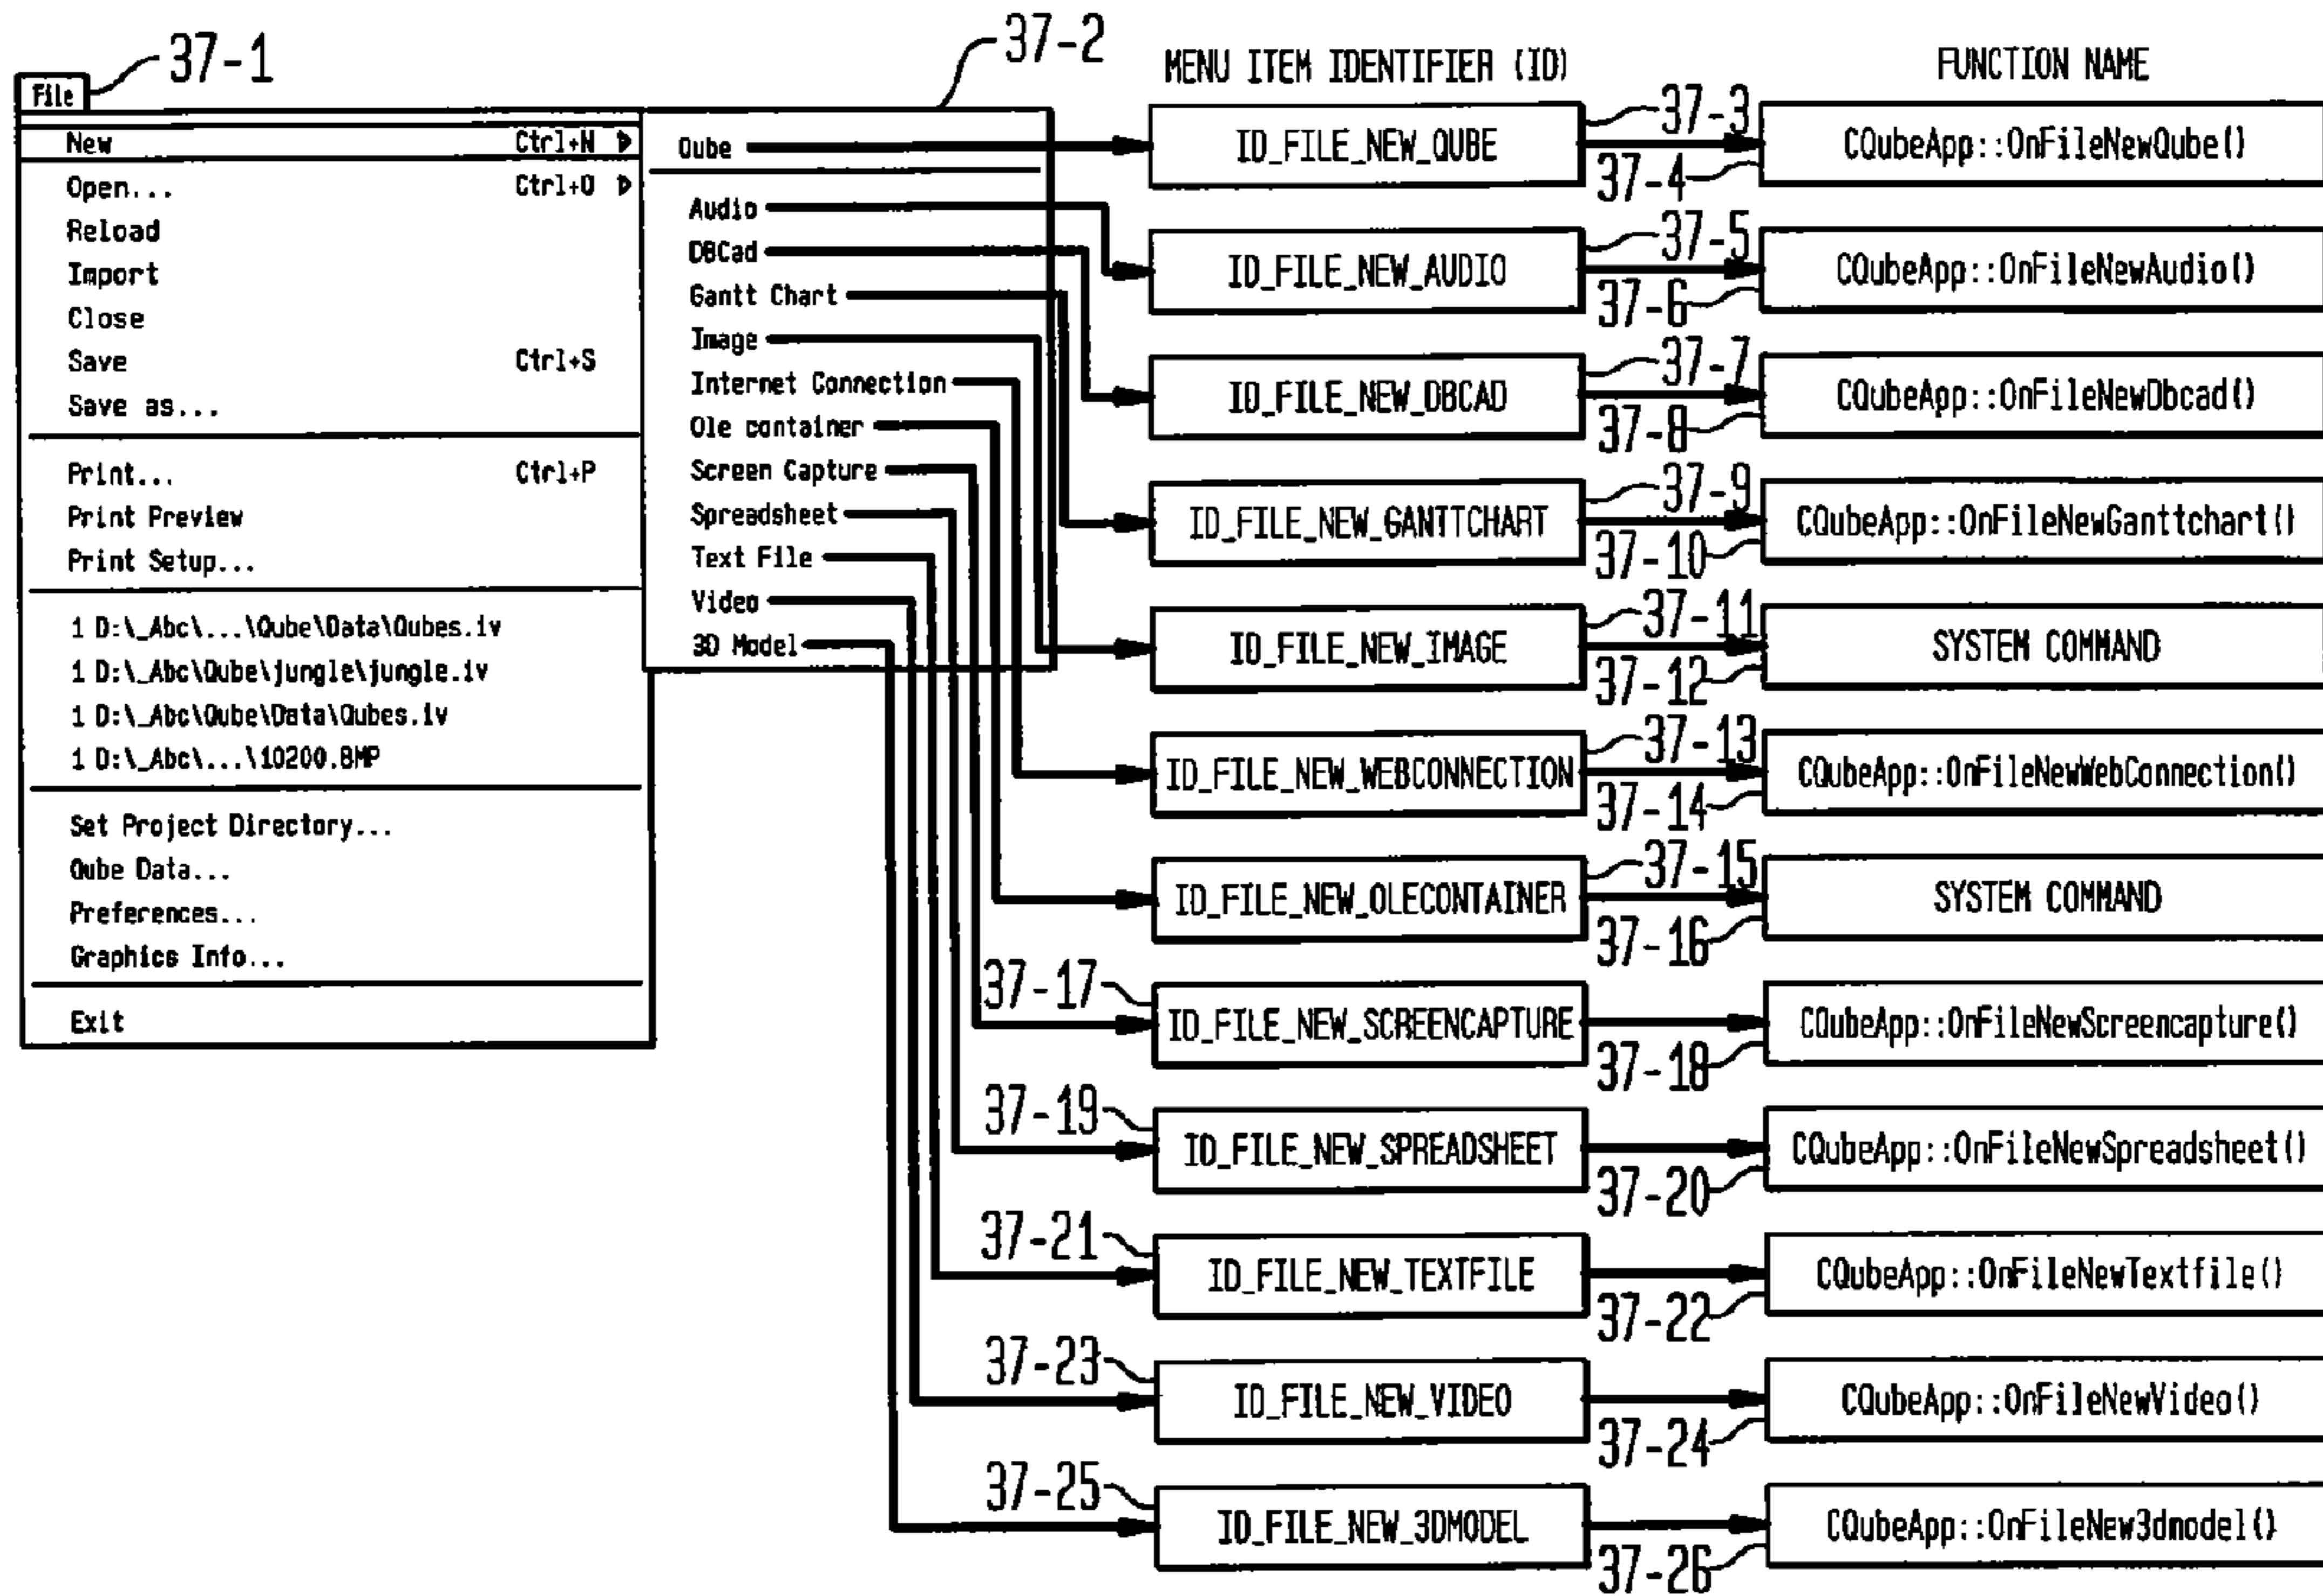 37-1
File
New Ctrl+N
Open... Ctrl+O
Reload
Import
Close
Save Ctrl+S
Save as...
Print... Ctrl+P
Print Preview
Print Setup...
1 D:\_Abc\...\Qube\Data\Qubes.iv
1 D:\_Abc\Qube\jungle\jungle.iv
1 D:\_Abc\Qube\Data\Qubes.iv
1 D:\_Abc\...\10200.BMP
Set Project Directory...
Qube Data...
Preferences...
Graphics Info...
Exit
37-2
Qube
Audio
DBCad
Gantt Chart
Image
Internet Connection
Ole container
Screen Capture
Spreadsheet
Text File
Video
3D Model
MENU ITEM IDENTIFIER (ID) FUNCTION NAME
ID_FILE_NEW_QUBE 37-3 37-4 CQubeApp::OnFileNewQube()
ID_FILE_NEW_AUDIO 37-5 37-6 CQubeApp::OnFileNewAudio()
ID_FILE_NEW_DBCAD 37-7 37-8 CQubeApp::OnFileNewDbcad()
ID_FILE_NEW_GANTTCHART 37-9 37-10 CQubeApp::OnFileNewGanttchart()
ID_FILE_NEW_IMAGE 37-11 37-12 SYSTEM COMMAND
ID_FILE_NEW_WEBCONNECTION 37-13 37-14 CQubeApp::OnFileNewWebConnection()
ID_FILE_NEW_OLECONTAINER 37-15 37-16 SYSTEM COMMAND
37-17 ID_FILE_NEW_SCREENCAPTURE 37-18 CQubeApp::OnFileNewScreencapture()
37-19 ID_FILE_NEW_SPREADSHEET 37-20 CQubeApp::OnFileNewSpreadsheet()
37-21 ID_FILE_NEW_TEXTFILE 37-22 CQubeApp::OnFileNewTextfile()
37-23 ID_FILE_NEW_VIDEO 37-24 CQubeApp::OnFileNewVideo()
37-25 ID_FILE_NEW_3DMODEL 37-26 CQubeApp::OnFileNew3dmodel()